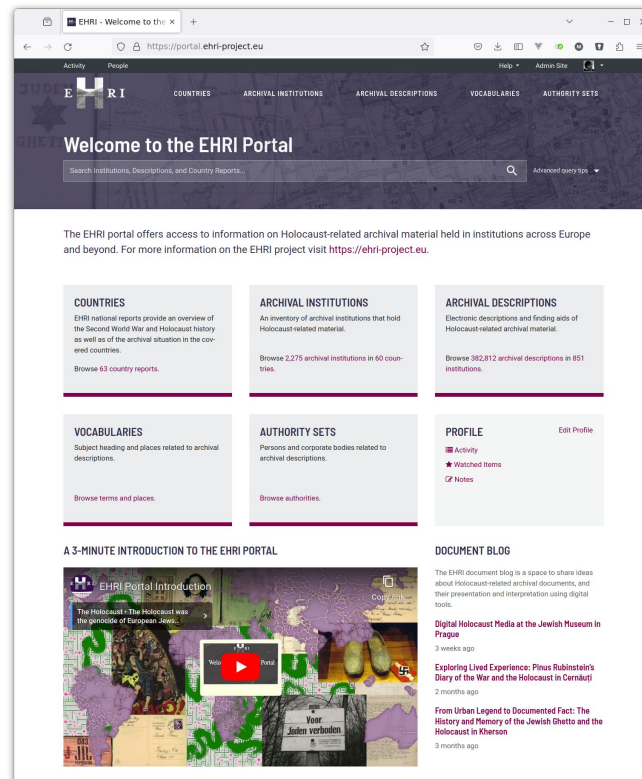 EHRI - Welcome to the
https://portal.ehri-project.eu
Activity People Help Admin Site
EHRI
COUNTRIES ARCHIVAL INSTITUTIONS ARCHIVAL DESCRIPTIONS VOCABULARIES AUTHORITY SETS
JUDE
GHETT
Welcome to the EHRI Portal
Search Institutions, Descriptions, and Country Reports...
Advanced query tips
The EHRI portal offers access to information on Holocaust-related archival material held in institutions across Europe
and beyond. For more information on the EHRI project visit https://ehri-project.eu.
COUNTRIES
EHRI national reports provide an overview of
the Second World War and Holocaust history
as well as of the archival situation in the cov-
ered countries.
Browse 63 country reports.
ARCHIVAL INSTITUTIONS
An inventory of archival institutions that hold
Holocaust-related material.
Browse 2,275 archival institutions in 60 coun-
tries.
ARCHIVAL DESCRIPTIONS
Electronic descriptions and finding aids of
Holocaust-related archival material.
Browse 382,812 archival descriptions in 851
institutions.
VOCABULARIES
Subject heading and places related to archival
descriptions.
Browse terms and places.
AUTHORITY SETS
Persons and corporate bodies related to
archival descriptions.
Browse authorities.
PROFILE
Edit Profile
Activity
Watched Items
Notes
A 3-MINUTE INTRODUCTION TO THE EHRI PORTAL
EHRI Portal Introduction
Copy link
The Holocaust • The Holocaust was
the genocide of European Jews...
Portal
Voor
Joden verboden
DOCUMENT BLOG
The EHRI document blog is a space to share ideas
about Holocaust-related archival documents, and
their presentation and interpretation using digital
tools.
Digital Holocaust Media at the Jewish Museum in
Prague
3 weeks ago
Exploring Lived Experience: Pinus Rubinstein's
Diary of the War and the Holocaust in Cernăuți
2 months ago
From Urban Legend to Documented Fact: The
History and Memory of the Jewish Ghetto and the
Holocaust in Kherson
3 months ago